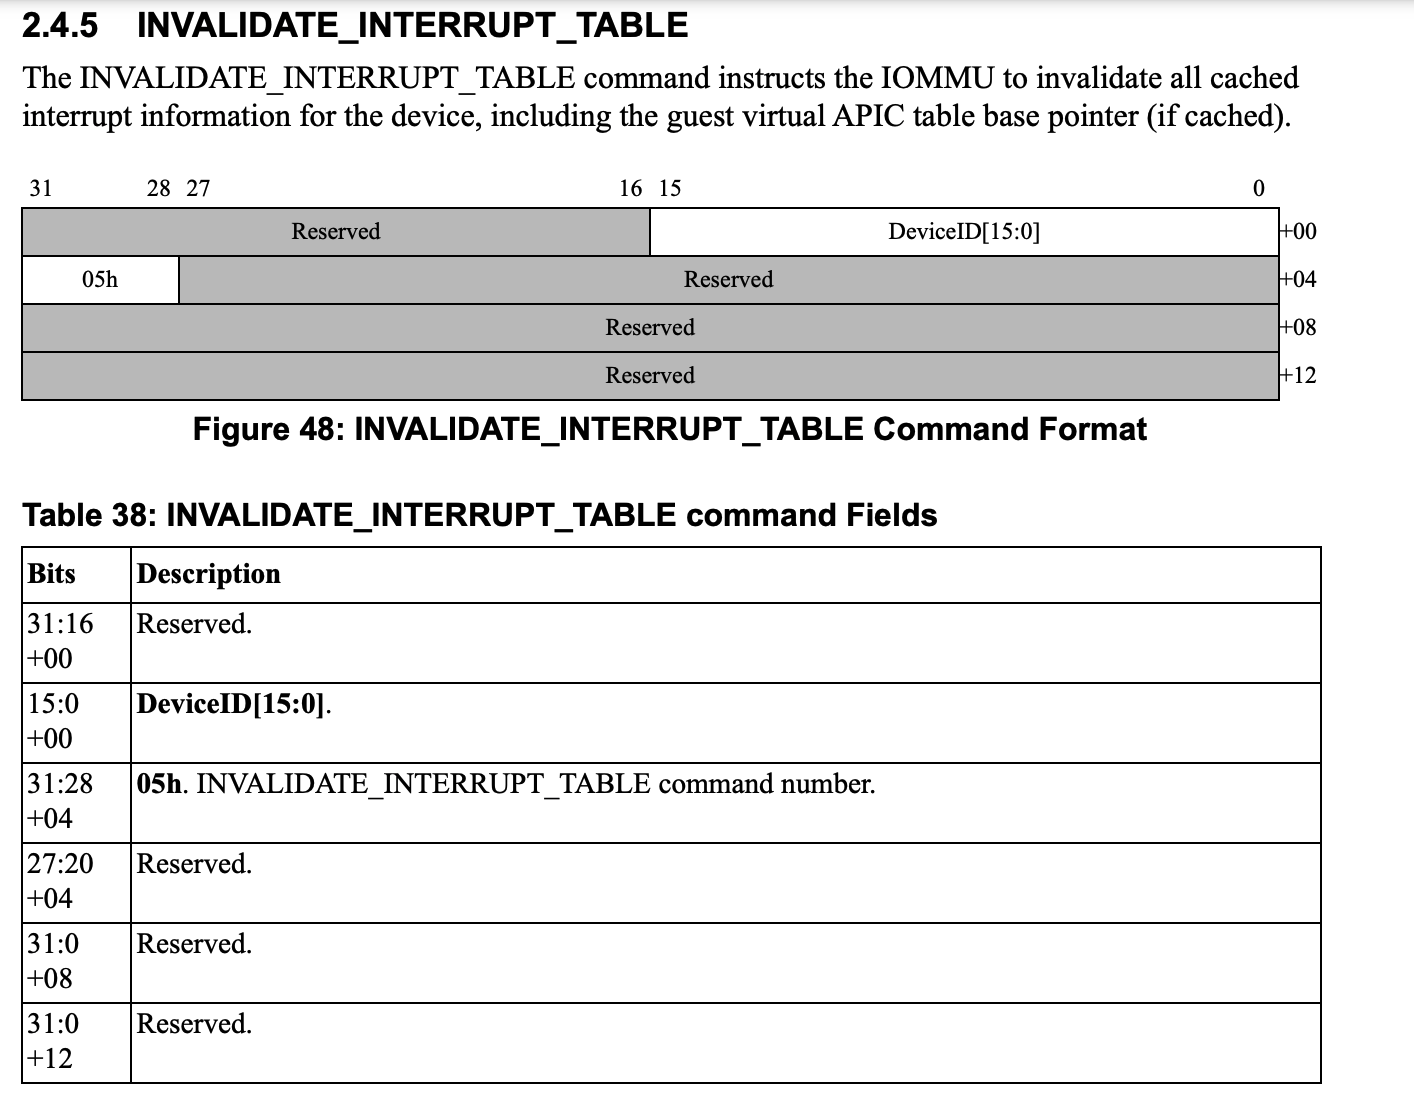 2.4.5 INVALIDATE_INTERRUPT_TABLE
The INVALIDATE_INTERRUPT_TABLE command instructs the IOMMU to invalidate all cached
interrupt information for the device, including the guest virtual APIC table base pointer (if cached).
31 28 27 16 15 0
Reserved DeviceID[15:0] +00
05h Reserved +04
Reserved +08
Reserved +12
Figure 48: INVALIDATE_INTERRUPT_TABLE Command Format
Table 38: INVALIDATE_INTERRUPT_TABLE command Fields
Bits Description
31:16 Reserved.
+00
15:0 DeviceID[15:0].
+00
31:28 05h. INVALIDATE_INTERRUPT_TABLE command number.
+04
27:20 Reserved.
+04
31:0 Reserved.
+08
31:0 Reserved.
+12